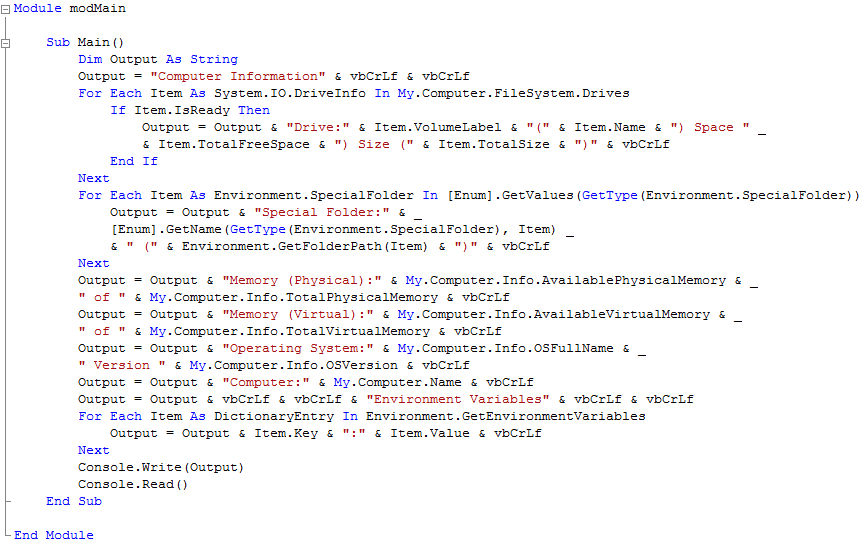 Module modMain
Sub Main()
Dim Output As String
Output = "Computer Information" & vbCrLf & vbCrLf
For Each Item As System.IO.DriveInfo In My.Computer.FileSystem.Drives
If Item.IsReady Then
Output = Output & "Drive:" & Item.VolumeLabel & "(" & Item.Name & ") Space " _
& Item.TotalFreeSpace & ") Size (" & Item.TotalSize & ")" & vbCrLf
End If
Next
For Each Item As Environment.SpecialFolder In [Enum].GetValues(GetType(Environment.SpecialFolder))
Output = Output & "Special Folder:" & _
[Enum].GetName(GetType(Environment.SpecialFolder), Item) _
& " (" & Environment.GetFolderPath(Item) & ")" & vbCrLf
Next
Output = Output & "Memory (Physical):" & My.Computer.Info.AvailablePhysicalMemory & _
" of " & My.Computer.Info.TotalPhysicalMemory & vbCrLf
Output = Output & "Memory (Virtual):" & My.Computer.Info.AvailableVirtualMemory & _
" of " & My.Computer.Info.TotalVirtualMemory & vbCrLf
Output = Output & "Operating System:" & My.Computer.Info.OSFullName & _
" Version " & My.Computer.Info.OSVersion & vbCrLf
Output = Output & "Computer:" & My.Computer.Name & vbCrLf
Output = Output & vbCrLf & vbCrLf & "Environment Variables" & vbCrLf & vbCrLf
For Each Item As DictionaryEntry In Environment.GetEnvironmentVariables
Output = Output & Item.Key & ":" & Item.Value & vbCrLf
Next
Console.Write(Output)
Console.Read()
End Sub
End Module